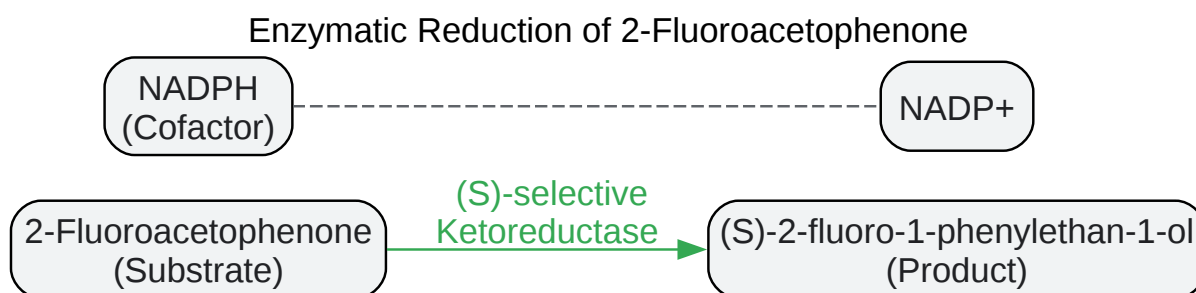 Enzymatic Reduction of 2-Fluoroacetophenone
NADPH
(Cofactor)
NADP+
(S)-selective
Ketoreductase
2-Fluoroacetophenone
(Substrate)
(S)-2-fluoro-1-phenylethan-1-ol
(Product)